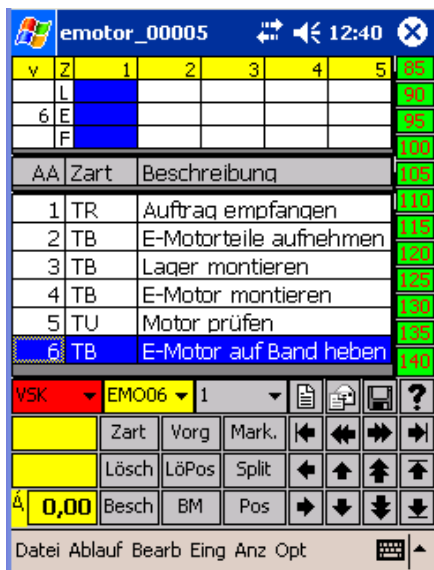 emotor_00005 12:40
v Z 1 2 3 4 5 85
L 90
6 E 95
F 100
AA Zart Beschreibung 105
1 TR Auftrag empfangen 110
2 TB E-Motorteile aufnehmen 115
3 TB Lager montieren 120
4 TB E-Motor montieren 125
130
5 TU Motor prüfen 135
6 TB E-Motor auf Band heben 140
VSK EMO06 1 ?
Zart Vorg Mark.
Lösch LöPos Split
Á 0,00 Besch BM Pos
Datei Ablauf Bearb Eing Anz Opt